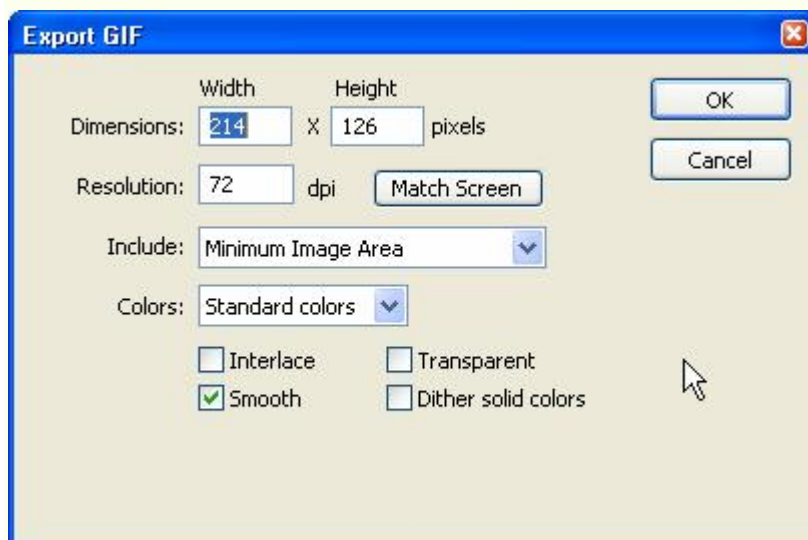 Export GIF
Width Height
Dimensions: 214 X 126 pixels
OK
Resolution: 72 dpi Match Screen
Cancel
Include: Minimum Image Area
Colors: Standard colors
Interlace Transparent
Smooth Dither solid colors